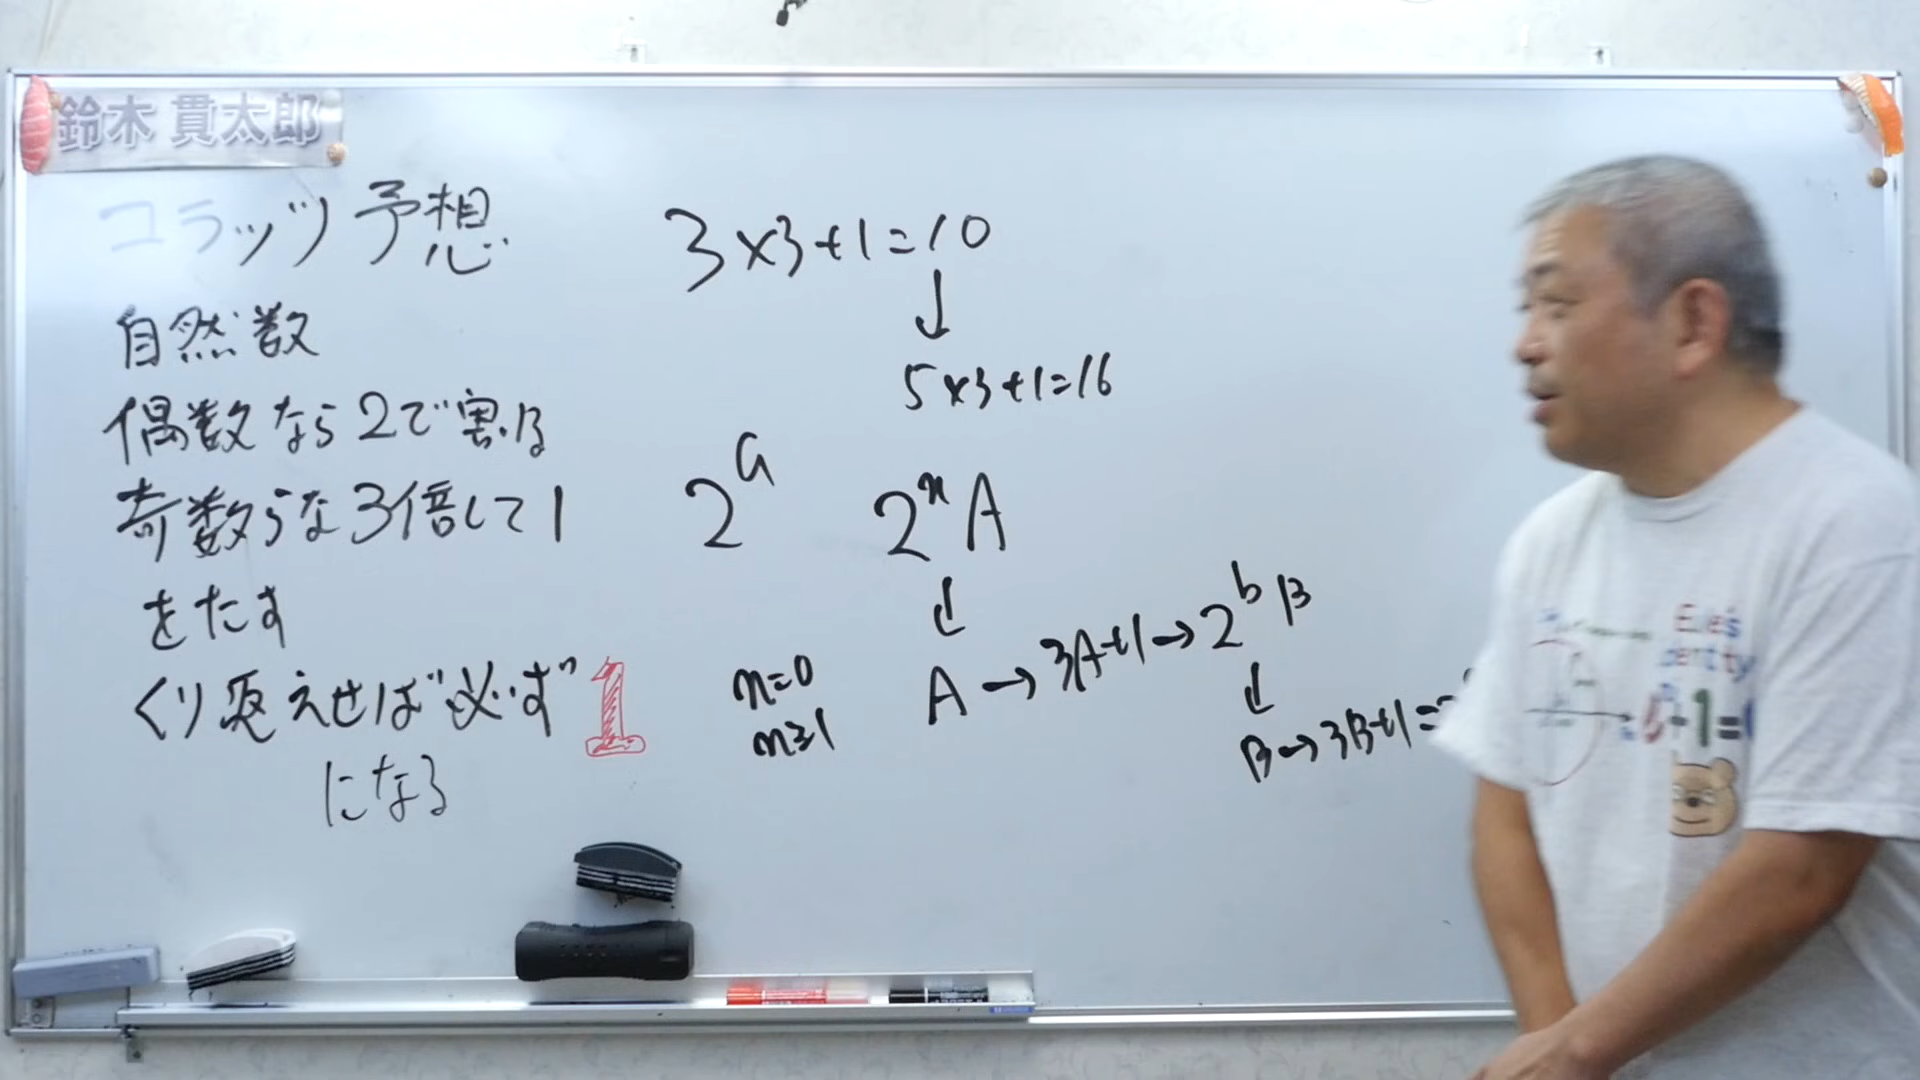 鈴木 貫太郎
コラッツ予想
自然数
偶数なら2で割る
奇数らな3倍して1
をたす
くり返えせば"必ず"1
になる
3×3+1=10
↓
5×3+1=16
2^a 2^n A
↓
n=0
n≧1
A→3A+1→2^b B
↓
B→3B+1=